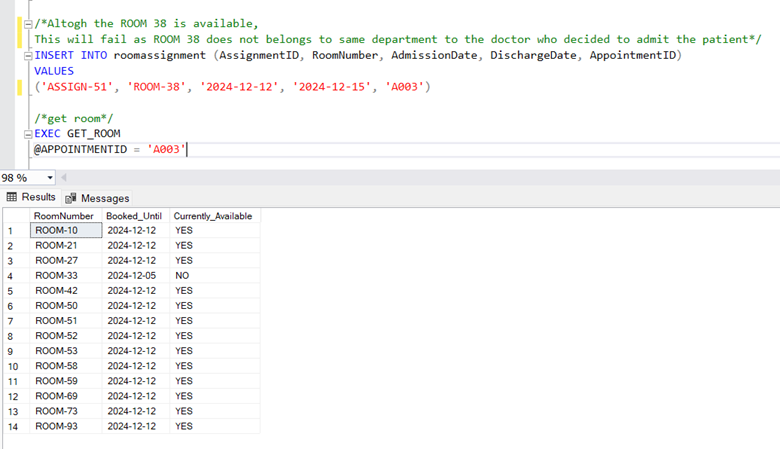 /*Altogh the ROOM 38 is available,
This will fail as ROOM 38 does not belongs to same department to the doctor who decided to admit the patient*/
INSERT INTO roomassignment (AssignmentID, RoomNumber, AdmissionDate, DischargeDate, AppointmentID)
VALUES
('ASSIGN-51', 'ROOM-38', '2024-12-12', '2024-12-15', 'A003')
/*get room*/
EXEC GET_ROOM
@APPOINTMENTID = 'A003'
98 %
Results Messages
RoomNumber Booked_Until Currently_Available
1 ROOM-10 2024-12-12 YES
2 ROOM-21 2024-12-12 YES
3 ROOM-27 2024-12-12 YES
4 ROOM-33 2024-12-05 NO
5 ROOM-42 2024-12-12 YES
6 ROOM-50 2024-12-12 YES
7 ROOM-51 2024-12-12 YES
8 ROOM-52 2024-12-12 YES
9 ROOM-53 2024-12-12 YES
10 ROOM-58 2024-12-12 YES
11 ROOM-59 2024-12-12 YES
12 ROOM-69 2024-12-12 YES
13 ROOM-73 2024-12-12 YES
14 ROOM-93 2024-12-12 YES